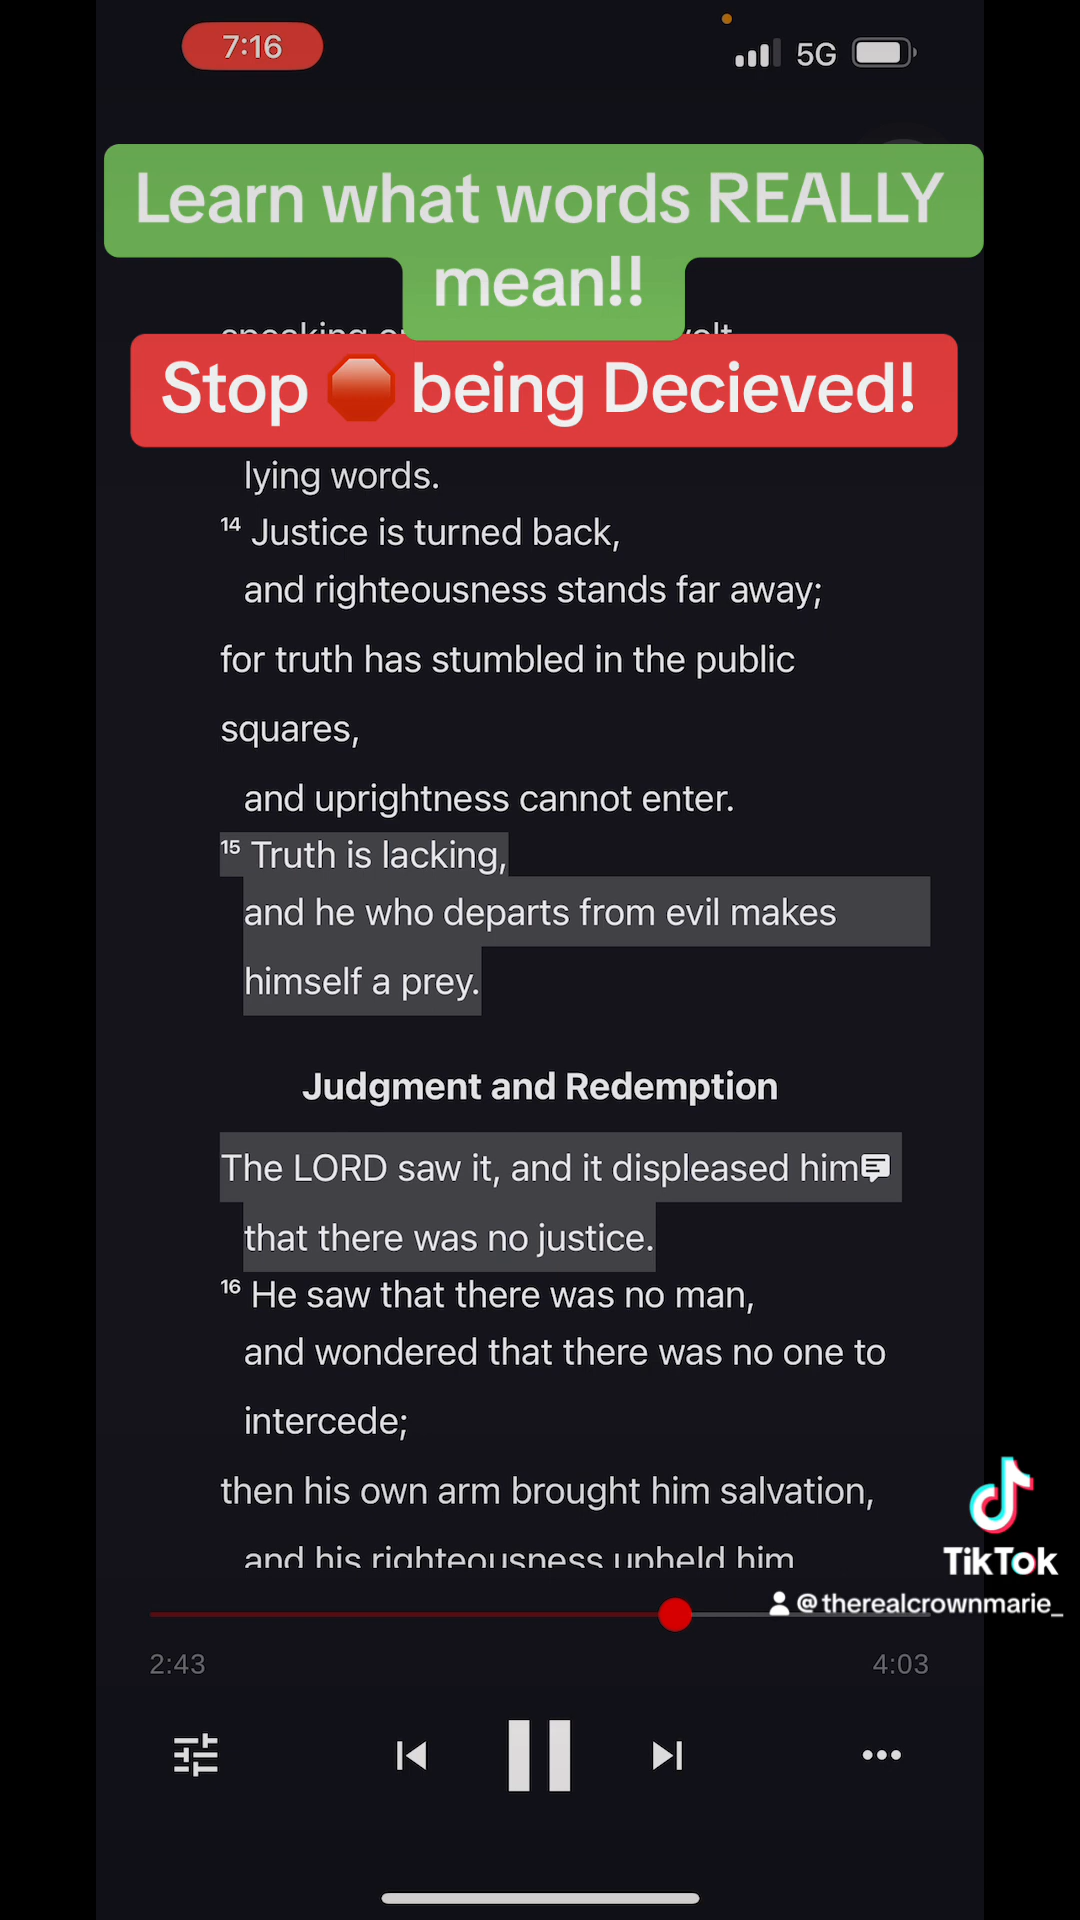 7:16
5G
Learn what words REALLY
mean!!
Stop being Decieved!
lying words.
14 Justice is turned back,
and righteousness stands far away;
for truth has stumbled in the public
squares,
and uprightness cannot enter.
15 Truth is lacking,
and he who departs from evil makes
himself a prey.
Judgment and Redemption
The LORD saw it, and it displeased him
that there was no justice.
16 He saw that there was no man,
and wondered that there was no one to
intercede;
then his own arm brought him salvation,
and his righteousness upheld him
TikTok
@therealcrownmarie_
2:43
4:03